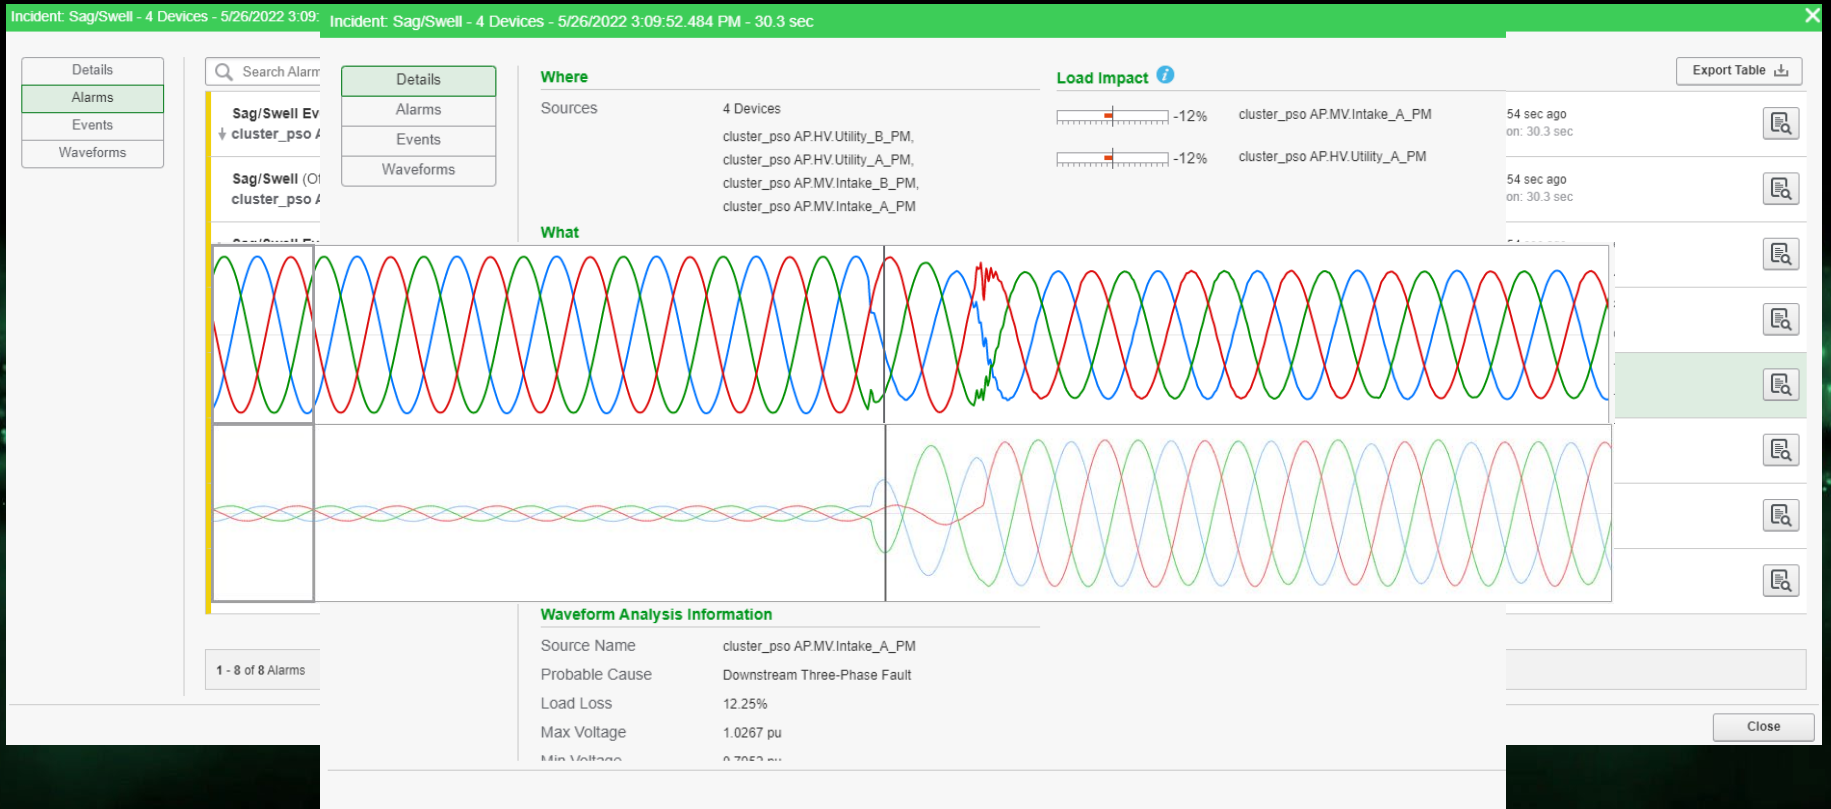 Incident: Sag/Swell - 4 Devices - 5/26/2022 3:09:
Incident: Sag/Swell - 4 Devices - 5/26/2022 3:09:52.484 PM - 30.3 sec
Details
Alarms
Events
Waveforms
Search Alarm
Export Table
Sag/Swell Ev
cluster_pso A
Sag/Swell (Of
cluster_pso A
Details
Alarms
Events
Waveforms
Where
Sources
4 Devices
cluster_pso AP.HV.Utility_B_PM,
cluster_pso AP.HV.Utility_A_PM,
cluster_pso AP.MV.Intake_B_PM,
cluster_pso AP.MV.Intake_A_PM
Load Impact
-12% cluster_pso AP.MV.Intake_A_PM
-12% cluster_pso AP.HV.Utility_A_PM
54 sec ago
on: 30.3 sec
54 sec ago
on: 30.3 sec
What
Waveform Analysis Information
Source Name cluster_pso AP.MV.Intake_A_PM
Probable Cause Downstream Three-Phase Fault
Load Loss 12.25%
Max Voltage 1.0267 pu
Min Voltage
1 - 8 of 8 Alarms
Close